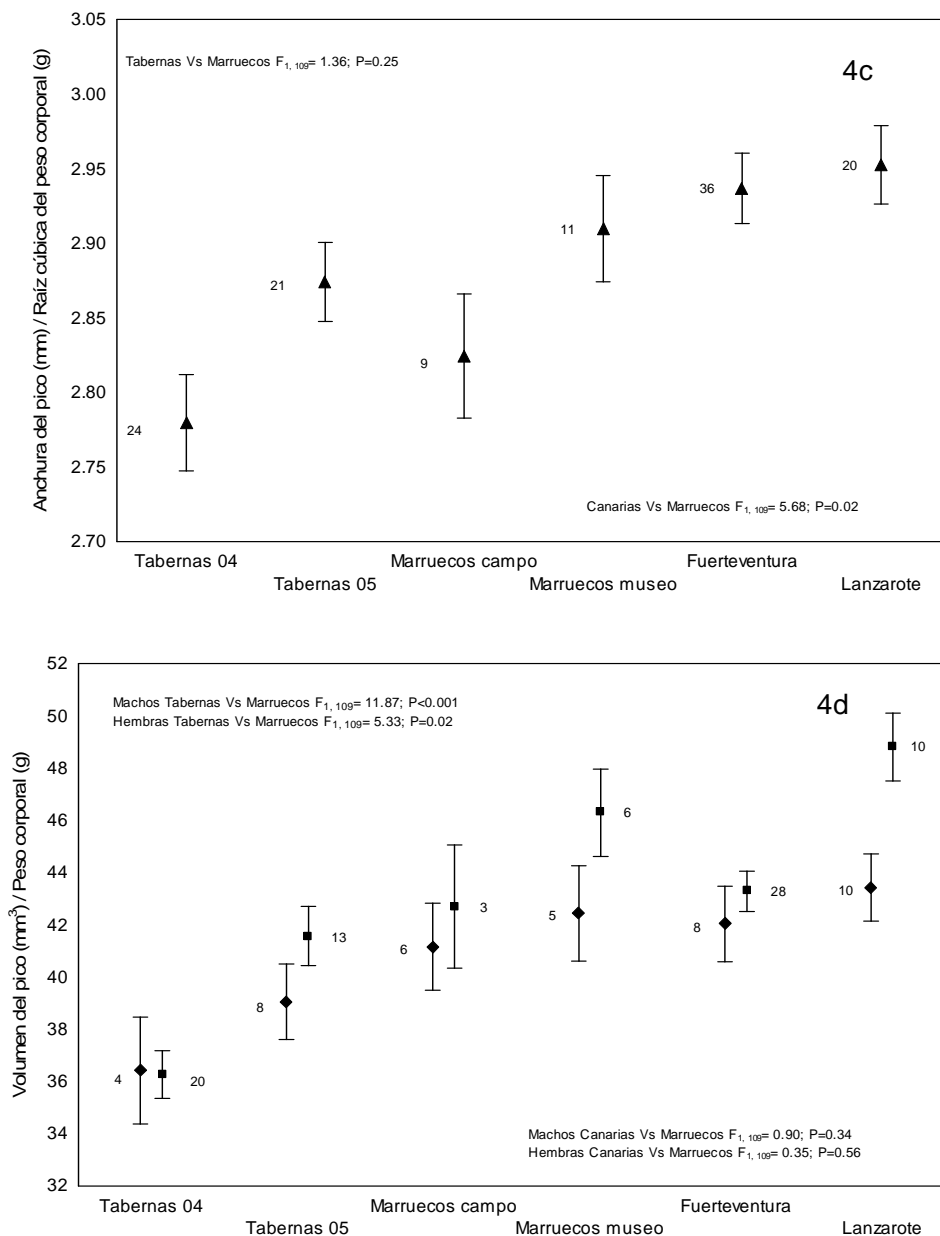 3.05
Tabernas Vs Marruecos F1, 109= 1.36; P=0.25
4c
3.00
20
2.95
36
11
2.90
21
2.85
9
2.80
24
2.75
Canarias Vs Marruecos F1, 109= 5.68; P=0.02
2.70
Anchura del pico (mm) / Raíz cúbica del peso corporal (g)
Tabernas 04
Marruecos campo
Fuerteventura
Tabernas 05
Marruecos museo
Lanzarote
52
Machos Tabernas Vs Marruecos F1, 109= 11.87; P<0.001
Hembras Tabernas Vs Marruecos F1, 109= 5.33; P=0.02
4d
50
10
48
46
6
44
10
28
5
42
3
8
13
6
40
8
38
36
4
20
34
Machos Canarias Vs Marruecos F1, 109= 0.90; P=0.34
Hembras Canarias Vs Marruecos F1, 109= 0.35; P=0.56
32
Volumen del pico (mm³) / Peso corporal (g)
Tabernas 04
Marruecos campo
Fuerteventura
Tabernas 05
Marruecos museo
Lanzarote